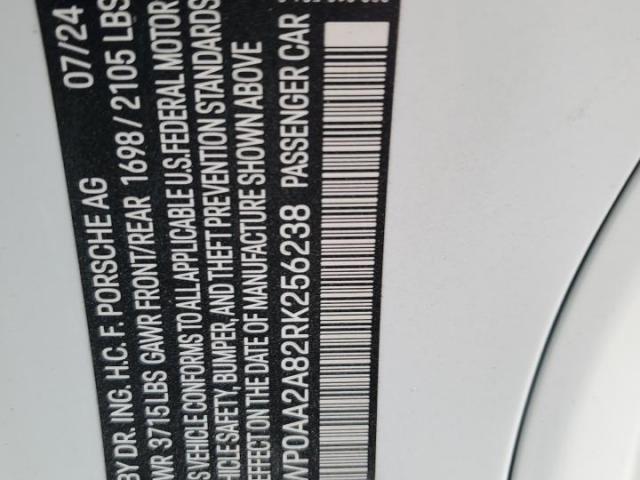 07/24
BY DR. ING. H.C. F. PORSCHE AG
WR 3715 LBS GAWR FRONT/REAR 1698 / 2105 LBS
S VEHICLE CONFORMS TO ALL APPLICABLE U.S. FEDERAL MOTOR
HICLE SAFETY, BUMPER, AND THEFT PREVENTION STANDARDS
EFFECT ON THE DATE OF MANUFACTURE SHOWN ABOVE
WP0AA2A82RK256238 PASSENGER CAR